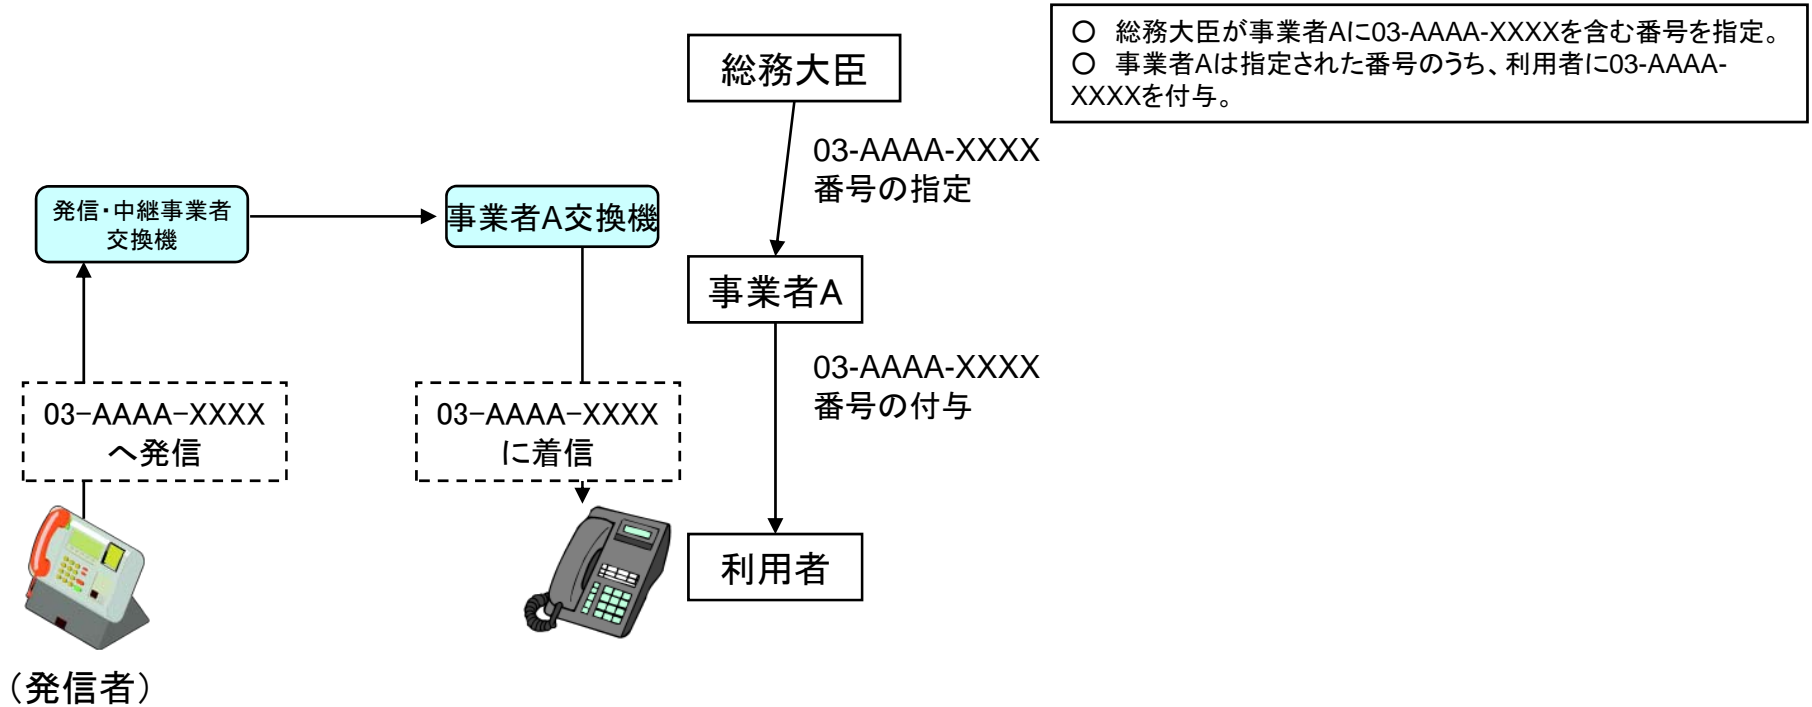 総務大臣
○　総務大臣が事業者Aに03-AAAA-XXXXを含む番号を指定。
○　事業者Aは指定された番号のうち、利用者に03-AAAA-
XXXXを付与。
03-AAAA-XXXX
番号の指定
発信・中継事業者
交換機
事業者A交換機
事業者A
03-AAAA-XXXX
番号の付与
03-AAAA-XXXX
へ発信
03-AAAA-XXXX
に着信
利用者
（発信者）